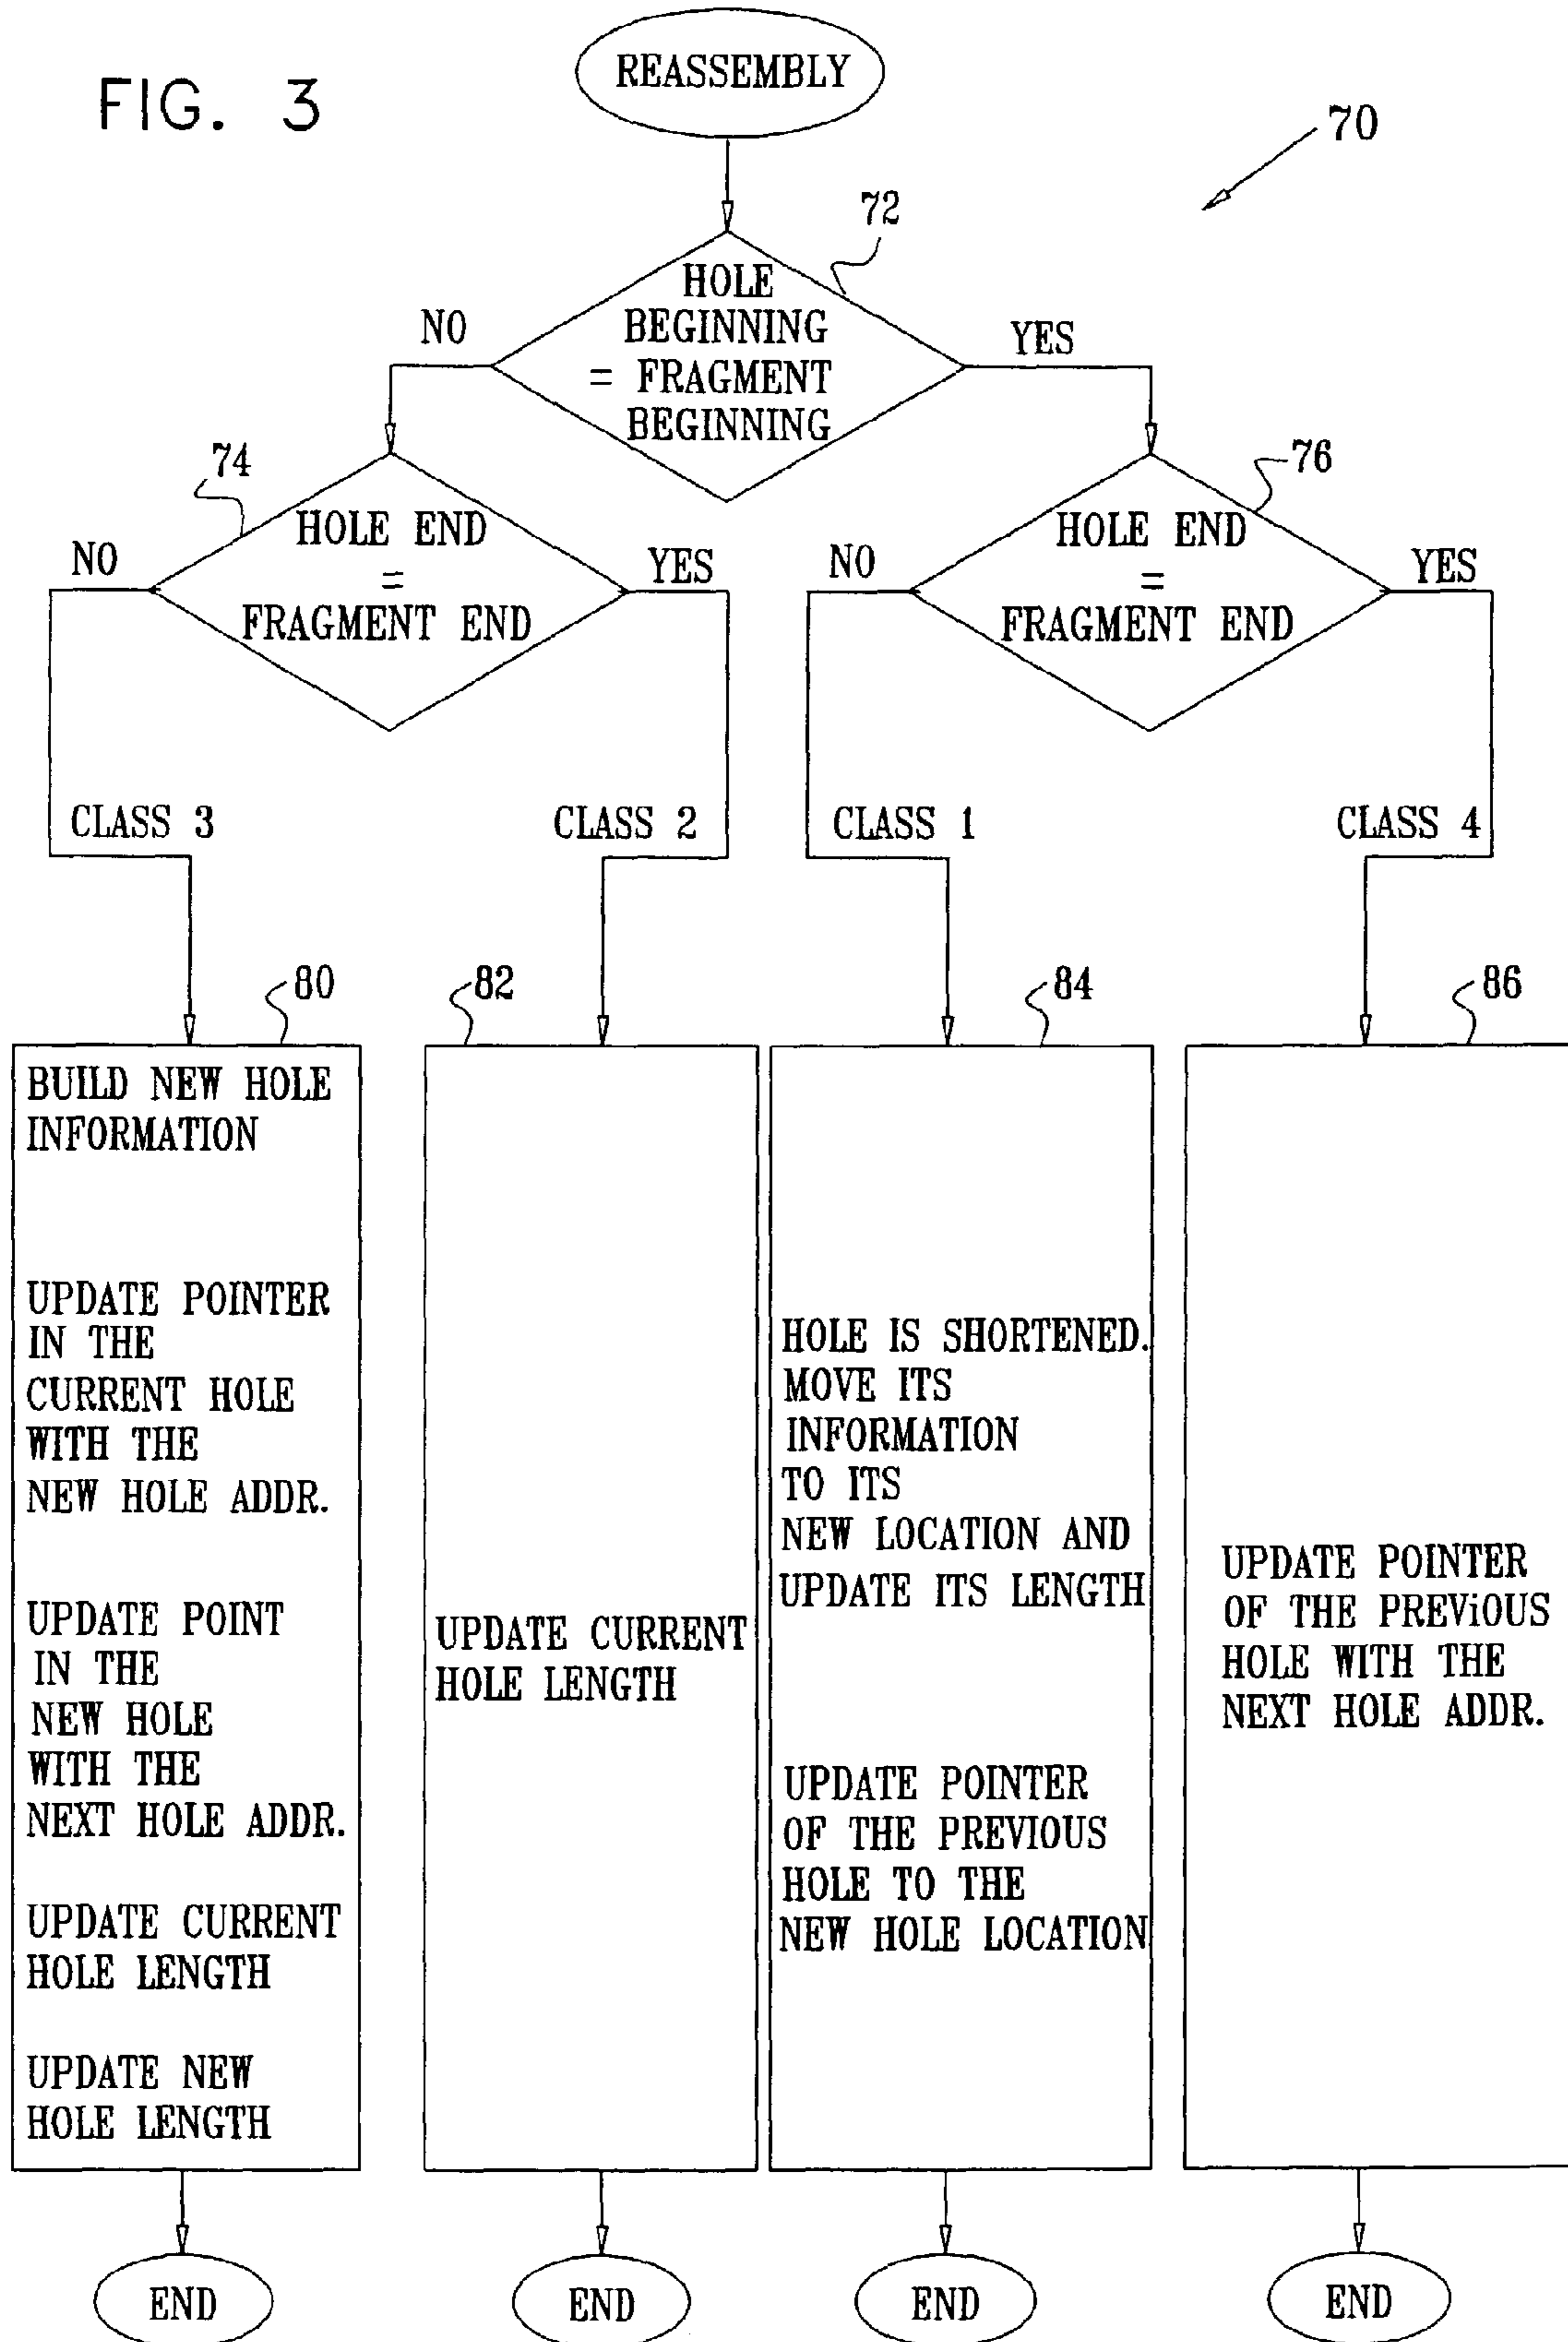 FIG. 3
REASSEMBLY
70
72
HOLE
BEGINNING
= FRAGMENT
BEGINNING
NO
YES
74
HOLE END
=
FRAGMENT END
NO
YES
76
HOLE END
=
FRAGMENT END
NO
YES
CLASS 3
CLASS 2
CLASS 1
CLASS 4
80
BUILD NEW HOLE
INFORMATION
UPDATE POINTER
IN THE
CURRENT HOLE
WITH THE
NEW HOLE ADDR.
UPDATE POINT
IN THE
NEW HOLE
WITH THE
NEXT HOLE ADDR.
UPDATE CURRENT
HOLE LENGTH
UPDATE NEW
HOLE LENGTH
82
UPDATE CURRENT
HOLE LENGTH
84
HOLE IS SHORTENED.
MOVE ITS
INFORMATION
TO ITS
NEW LOCATION AND
UPDATE ITS LENGTH
UPDATE POINTER
OF THE PREVIOUS
HOLE TO THE
NEW HOLE LOCATION
86
UPDATE POINTER
OF THE PREViOUS
HOLE WITH THE
NEXT HOLE ADDR.
END
END
END
END